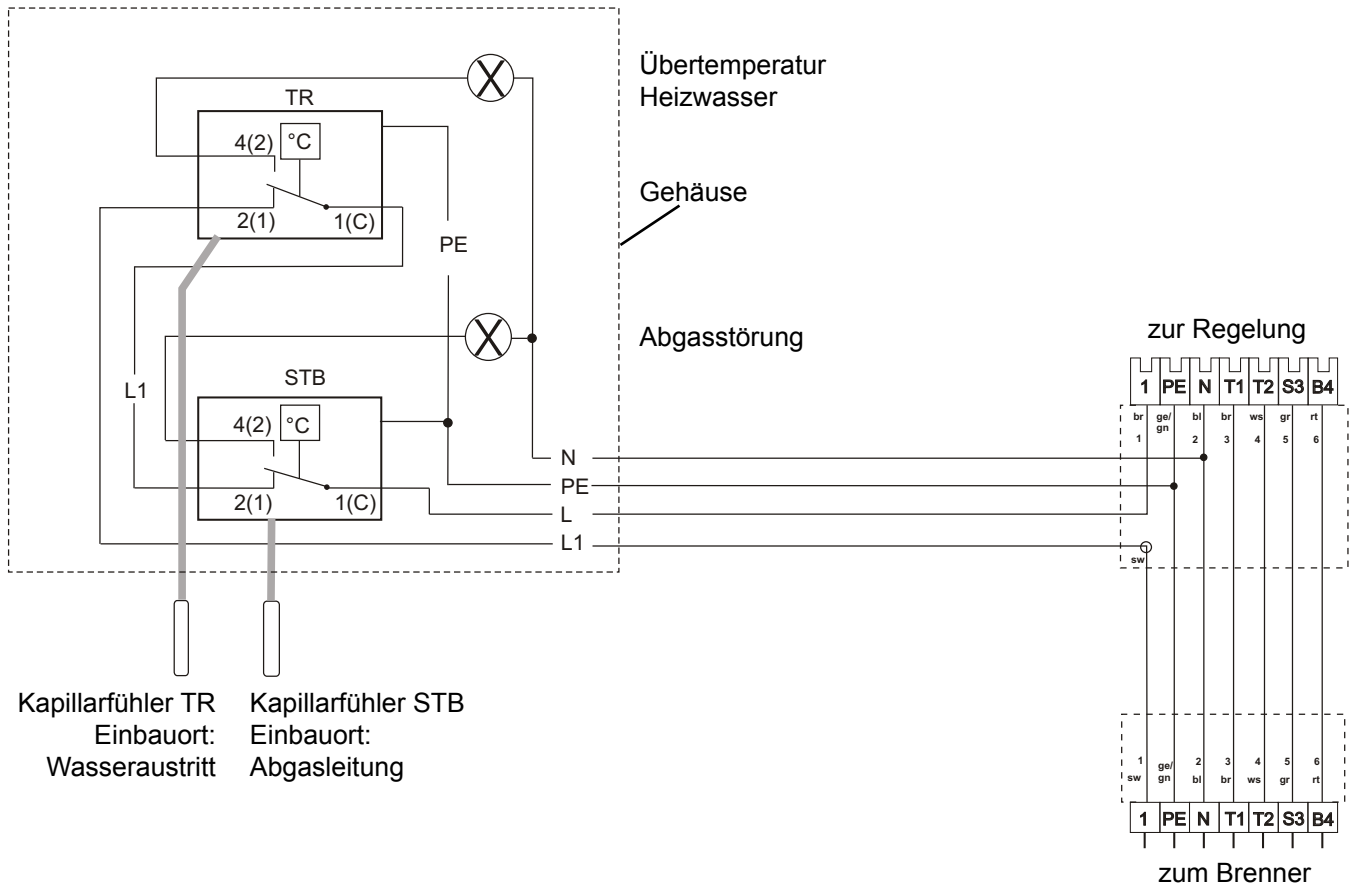 Übertemperatur
Heizwasser
TR
4(2) °C
2(1) 1(C)
Gehäuse
PE
Abgasstörung
L1
STB
4(2) °C
2(1) 1(C)
N
PE
L
L1
zur Regelung
1 PE N T1 T2 S3 B4
br ge/ bl br ws gr rt
gn
1 2 3 4 5 6
sw
Kapillarfühler TR
Einbauort:
Wasseraustritt
Kapillarfühler STB
Einbauort:
Abgasleitung
1 ge/ 2 3 4 5 6
sw gn bl br ws gr rt
1 PE N T1 T2 S3 B4
zum Brenner